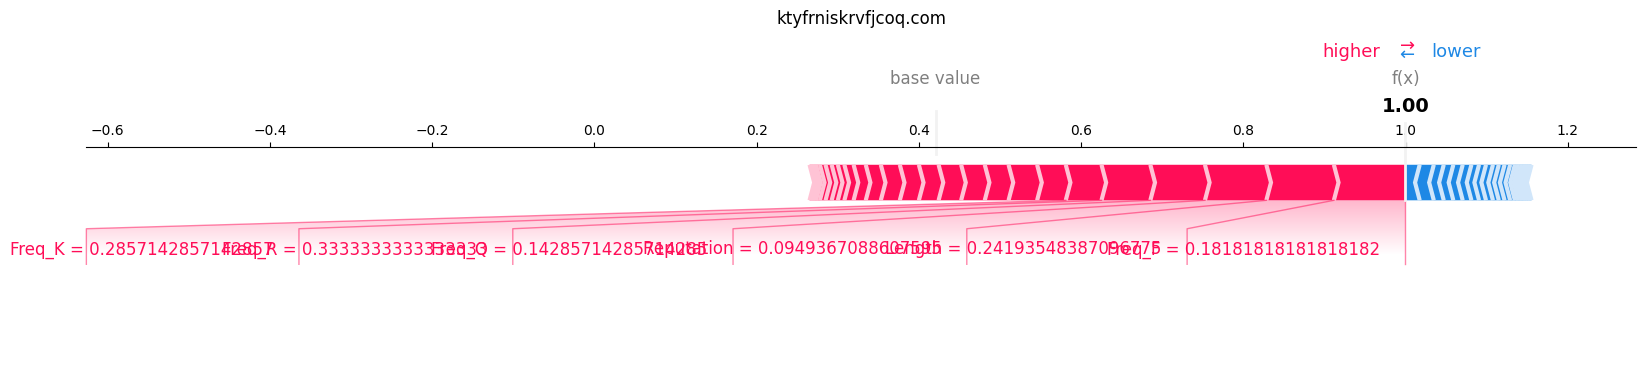 ktyfrniskrvfjcoq.com
higher ⇄ lower
base value f(x)
1.00
−0.6 −0.4 −0.2 0.0 0.2 0.4 0.6 0.8 1.0 1.2
Freq_K = 0.2857142857142857 Freq_R = 0.3333333333333333 Freq_Q = 0.14285714285714285 Reputation = 0.0949367088607595 Length = 0.24193548387096775 Freq_F = 0.18181818181818182